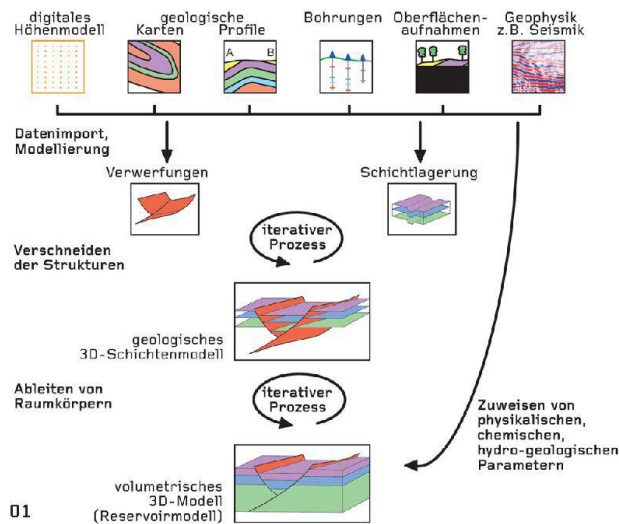 digitales
Höhenmodell
geologische
Karten
Profile
Bohrungen
Oberflächen-
aufnahmen
Geophysik
z.B. Seismik
A
B
Datenimport,
Modellierung
Verwerfungen
Schichtlagerung
iterativer
Prozess
Verschneiden
der Strukturen
geologisches
3D-Schichtenmodell
Ableiten von
Raumkörpern
iterativer
Prozess
Zuweisen von
physikalischen,
chemischen,
hydro-geologischen
Parametern
volumetrisches
3D-Modell
(Reservoirmodell)
01